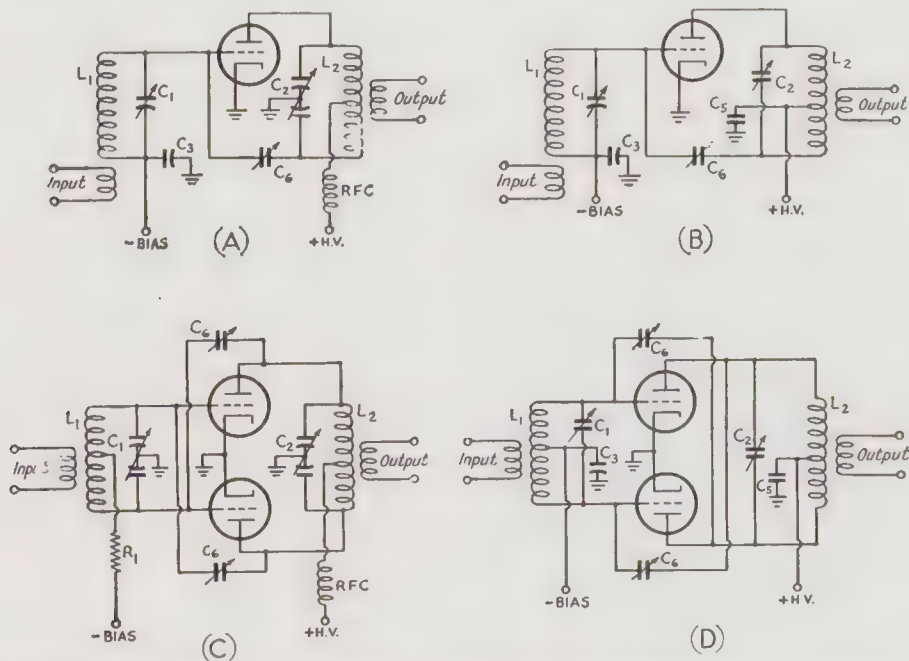 L₁
C₁
C₃
Input
-BIAS
C₂
L₂
Output
C₆
RFC
+H.V.
(A)
L₁
C₁
C₃
Input
-BIAS
C₂
L₂
C₅
Output
C₆
+H.V.
(B)
C₆
L₁
C₁
R₁
-BIAS
C₂
L₂
Output
C₆
RFC
+H.V.
(C)
C₆
L₁
C₁
Input
C₃
-BIAS
C₂
L₂
C₅
Output
C₆
+H.V.
(D)